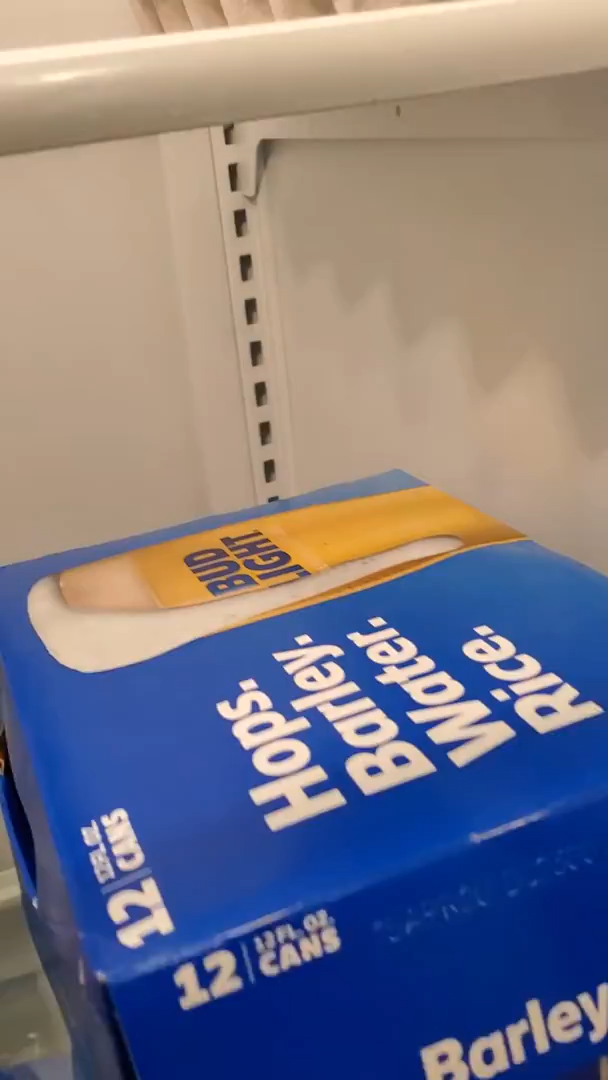 BUD
LIGHT.
Hops.
Barley.
Water.
Rice.
12 12 FL. OZ.
CANS
12 12 FL. OZ.
CANS
Barley